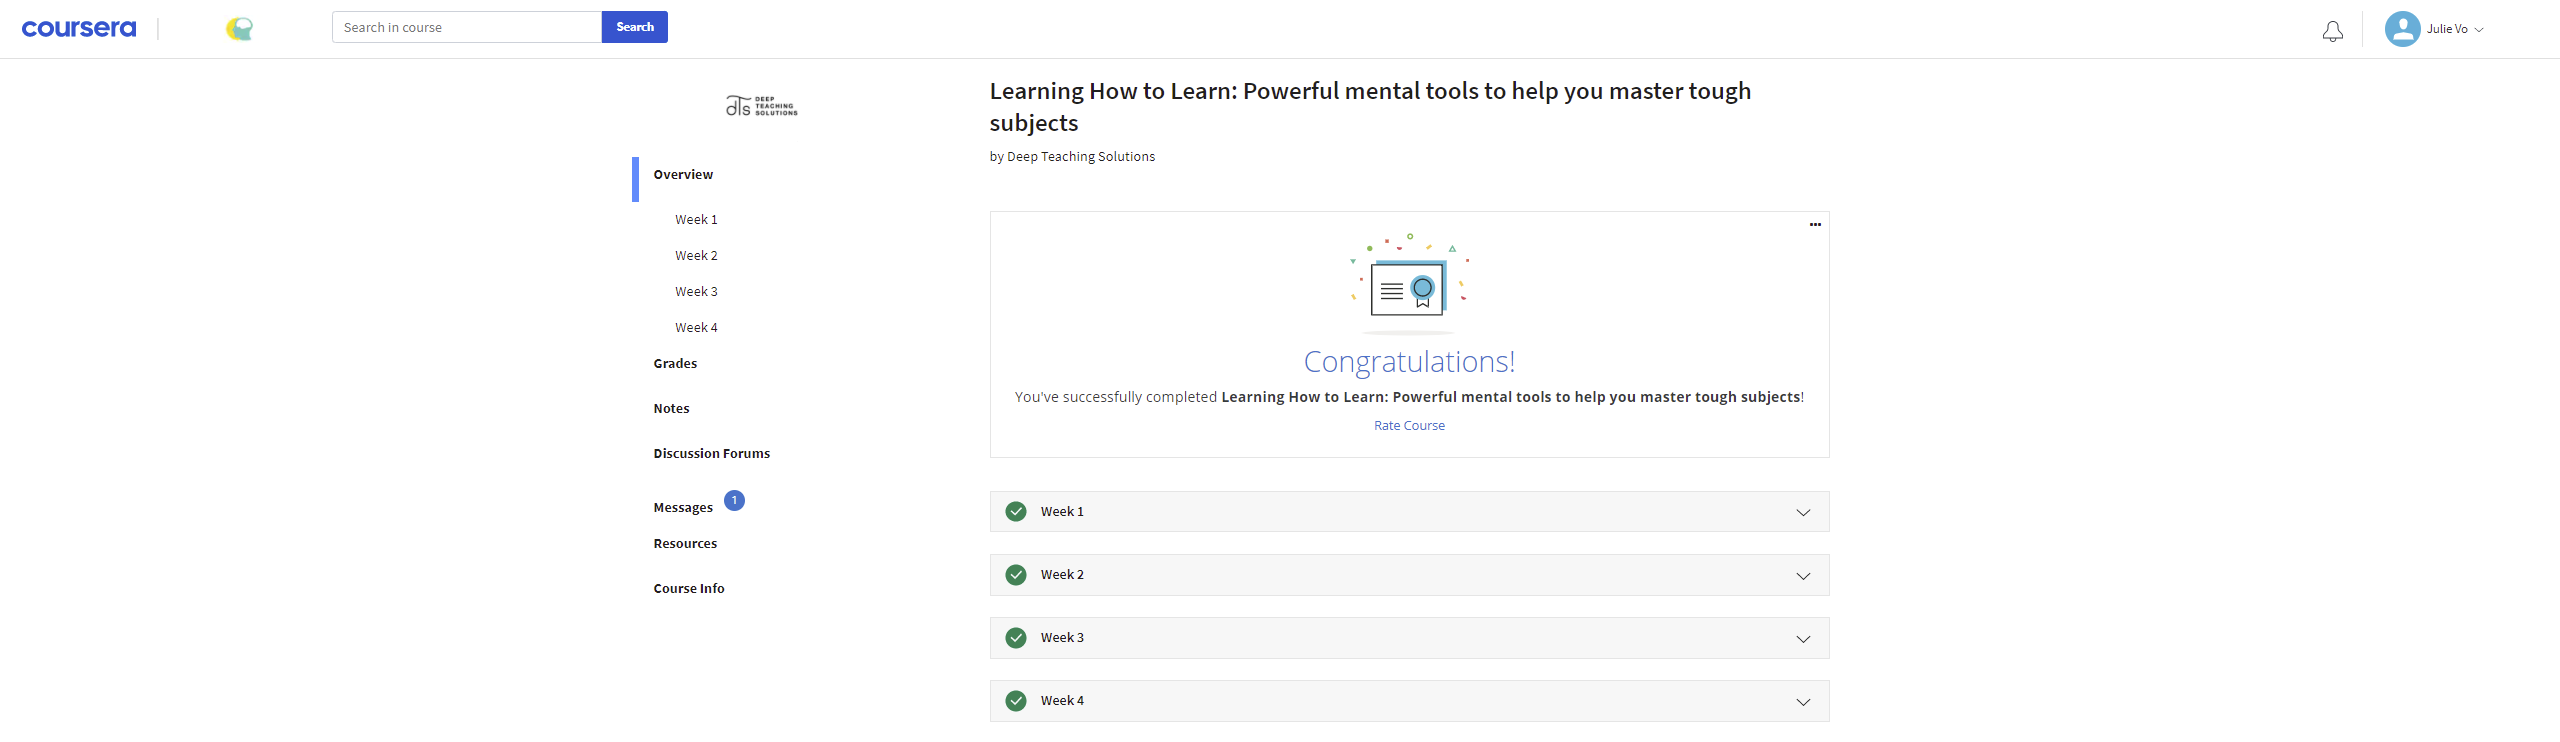 coursera
Search in course
Search
Julie Vo
dTs DEEP TEACHING SOLUTIONS
Overview
Week 1
Week 2
Week 3
Week 4
Grades
Notes
Discussion Forums
Messages 1
Resources
Course Info
Learning How to Learn: Powerful mental tools to help you master tough
subjects
by Deep Teaching Solutions
Congratulations!
You've successfully completed Learning How to Learn: Powerful mental tools to help you master tough subjects!
Rate Course
Week 1
Week 2
Week 3
Week 4